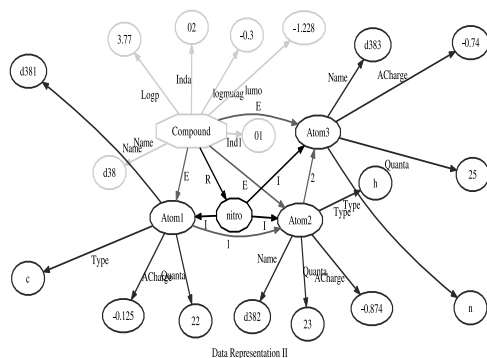 02
3.77
-0.3
-1.228
d383
-0.74
d381
Logp
Inda
logmutag
lumo
Name
ACharge
E
Compound
Ind1
01
Atom3
Name
Name
d38
Quanta
25
E
R
E
1
2
h
Type
Type
Atom1
nitro
Atom2
1
1
1
Type
ACharge
Quanta
Name
Quanta
ACharge
c
-0.125
22
d382
23
-0.874
n
Data Representation II